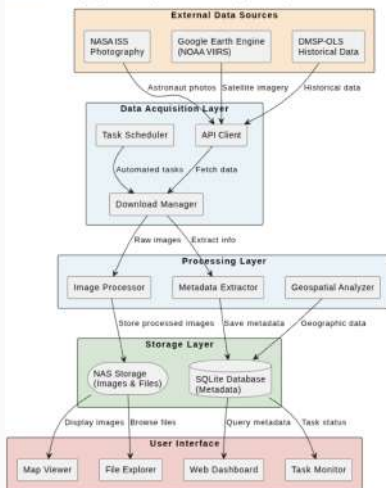 External Data Sources
NASA ISS
Photography
Google Earth Engine
(NOAA VIIRS)
DMSP-OLS
Historical Data
Astronaut photos
Satellite imagery
Historical data
Data Acquisition Layer
Task Scheduler
API Client
Automated tasks
Fetch data
Download Manager
Raw images
Extract info
Processing Layer
Image Processor
Metadata Extractor
Geospatial Analyzer
Store processed images
Save metadata
Geographic data
Storage Layer
NAS Storage
(Images & Files)
SQLite Database
(Metadata)
Display images
Browse files
Query metadata
Task status
User Interface
Map Viewer
File Explorer
Web Dashboard
Task Monitor